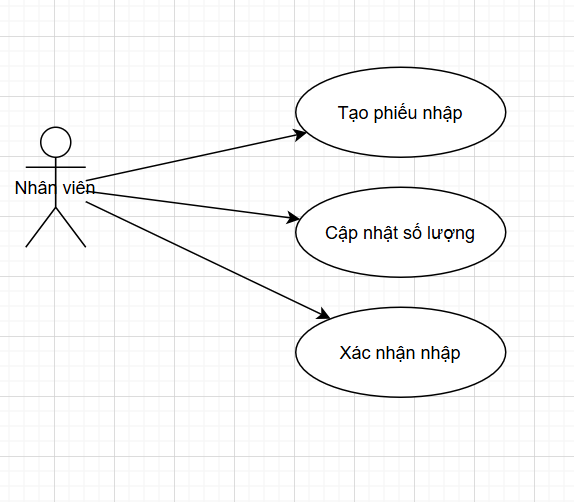 Tạo phiếu nhập
Nhân viên
Cập nhật số lượng
Xác nhận nhập